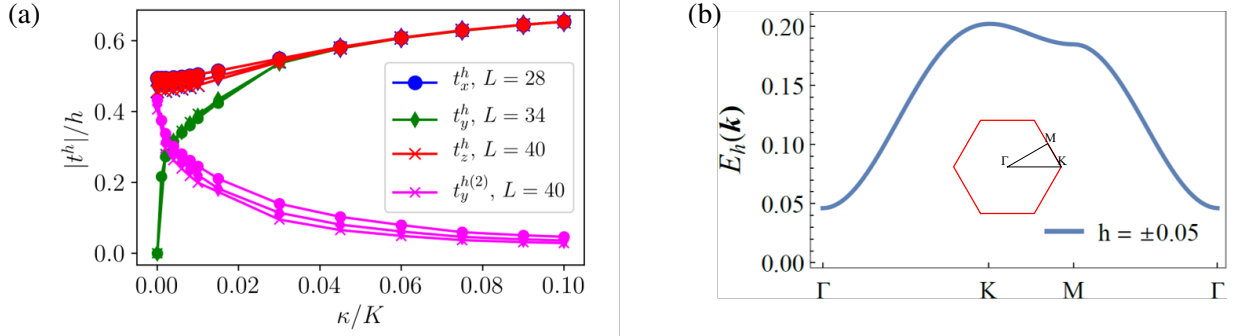 (a)
|t^h|/h
0.6
0.4
0.2
0.0
t_x^h, L = 28
t_y^h, L = 34
t_z^h, L = 40
t_y^{h(2)}, L = 40
0.00 0.02 0.04 0.06 0.08 0.10
κ/K
(b)
E_h(k)
0.20
0.15
0.10
0.05
0.00
M
Γ K
h = ±0.05
Γ K M Γ